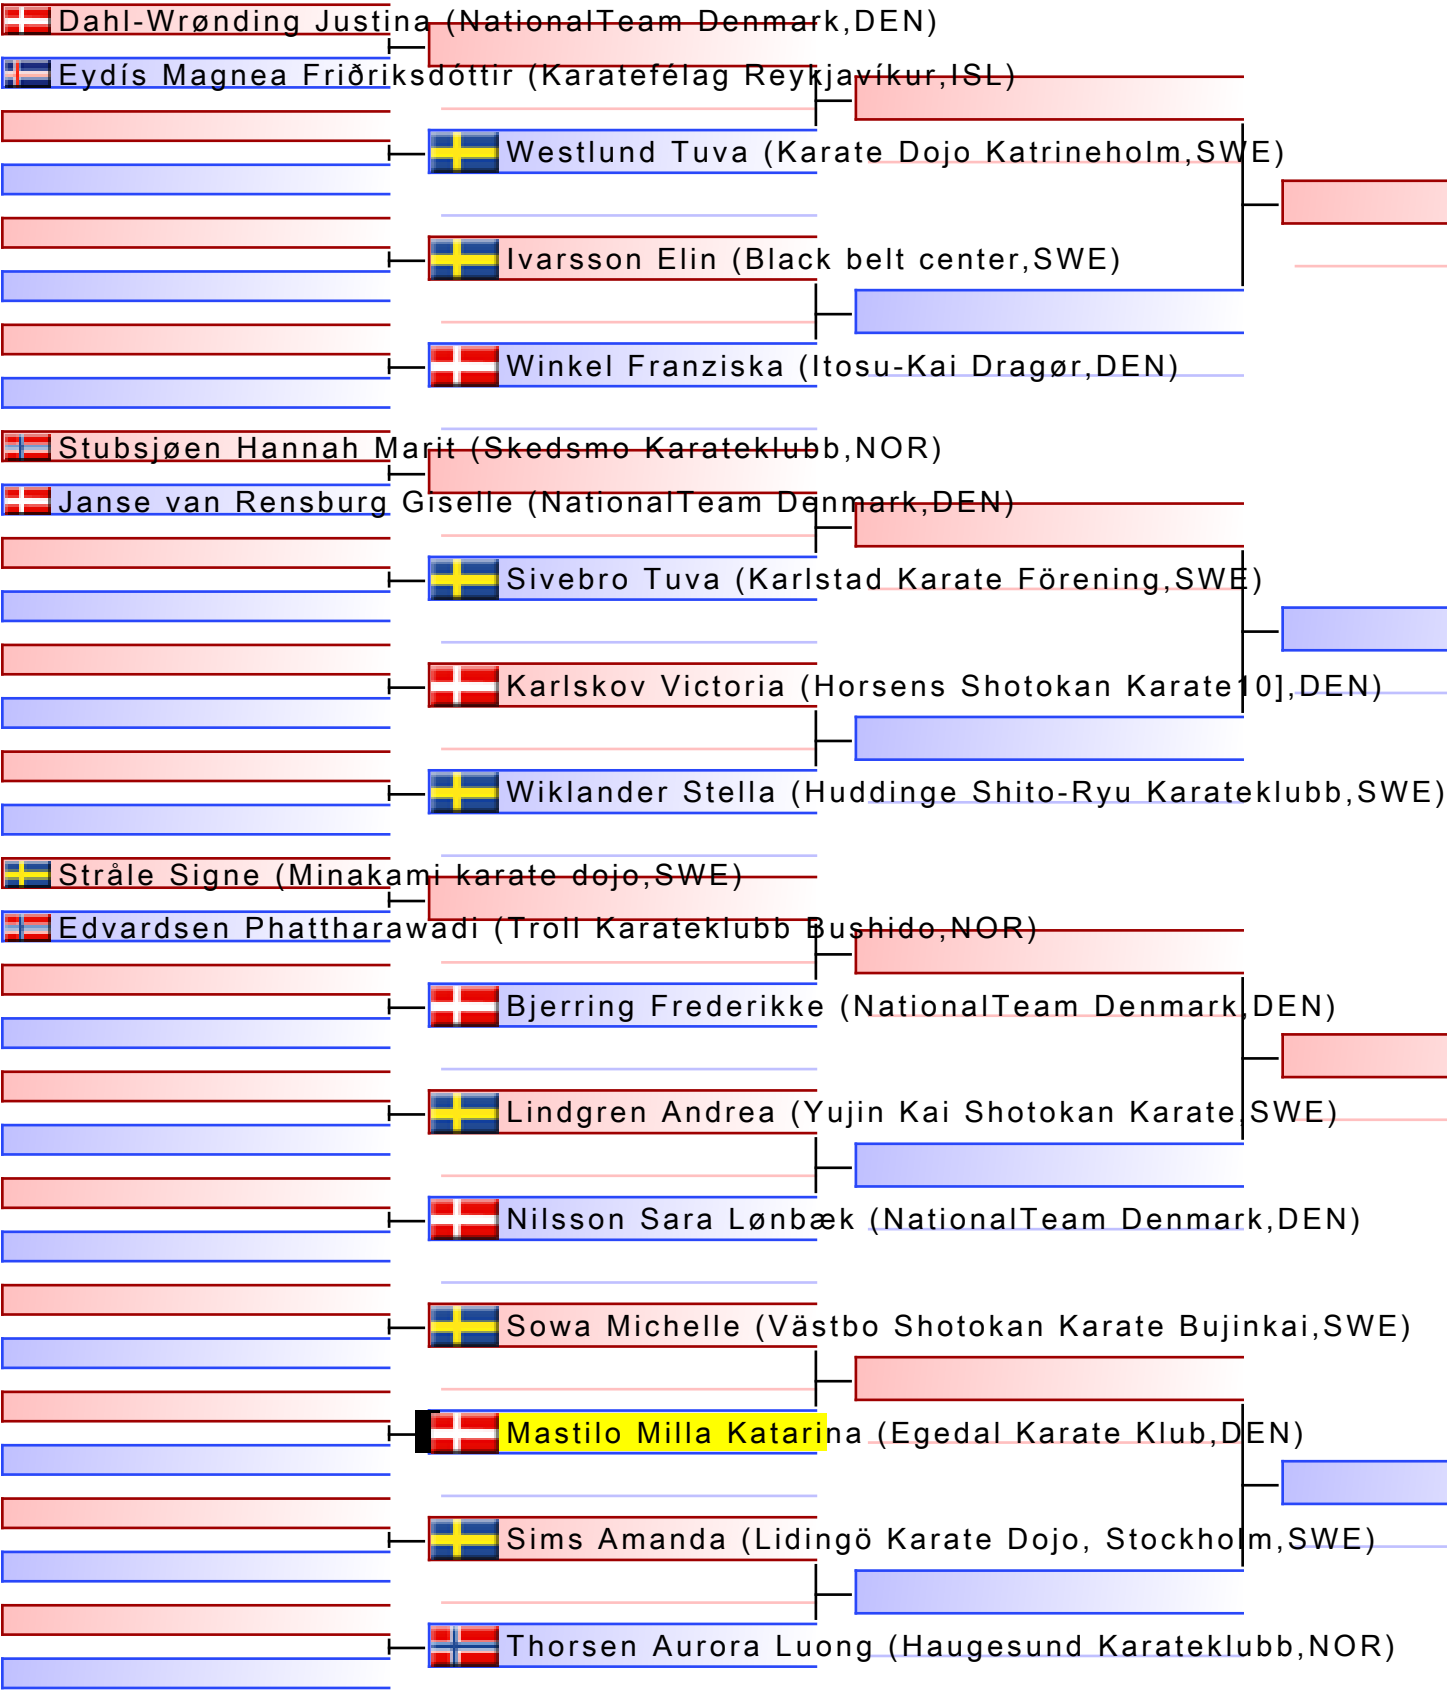 Dahl-Wrønding Justina (NationalTeam Denmark,DEN)
Eydís Magnea Friðriksdóttir (Karatefélag Reykjavíkur,ISL)
Westlund Tuva (Karate Dojo Katrineholm,SWE)
Ivarsson Elin (Black belt center,SWE)
Winkel Franziska (Itosu-Kai Dragør,DEN)
Stubsjøen Hannah Marit (Skedsmo Karateklubb,NOR)
Janse van Rensburg Giselle (NationalTeam Denmark,DEN)
Sivebro Tuva (Karlstad Karate Förening,SWE)
Karlskov Victoria (Horsens Shotokan Karate10],DEN)
Wiklander Stella (Huddinge Shito-Ryu Karateklubb,SWE)
Stråle Signe (Minakami karate dojo,SWE)
Edvardsen Phattharawadi (Troll Karateklubb Bushido,NOR)
Bjerring Frederikke (NationalTeam Denmark,DEN)
Lindgren Andrea (Yujin Kai Shotokan Karate,SWE)
Nilsson Sara Lønbæk (NationalTeam Denmark,DEN)
Sowa Michelle (Västbo Shotokan Karate Bujinkai,SWE)
Mastilo Milla Katarina (Egedal Karate Klub,DEN)
Sims Amanda (Lidingö Karate Dojo, Stockholm,SWE)
Thorsen Aurora Luong (Haugesund Karateklubb,NOR)